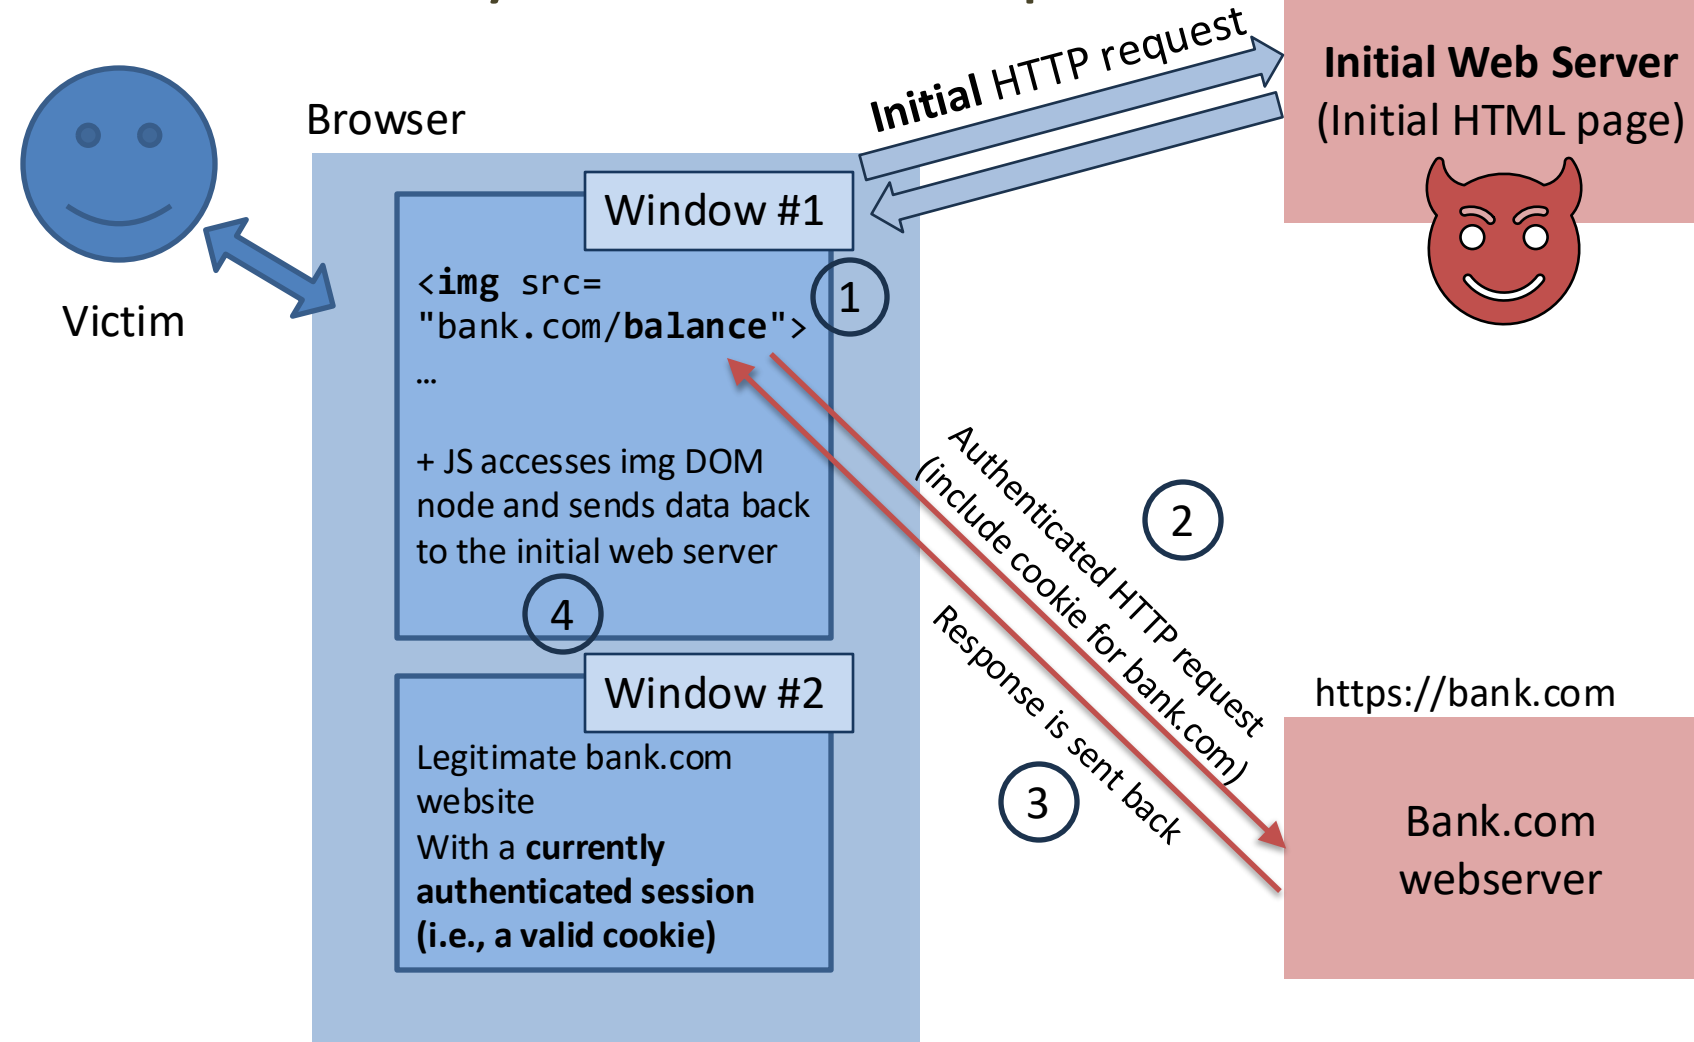 Initial HTTP request
Initial Web Server
(Initial HTML page)
Browser
Victim
Window #1
<img src=
"bank.com/balance">
…
+ JS accesses img DOM
node and sends data back
to the initial web server
1
2
3
4
Authenticated HTTP request
(include cookie for bank.com)
Response is sent back
Window #2
Legitimate bank.com
website
With a currently
authenticated session
(i.e., a valid cookie)
https://bank.com
Bank.com
webserver